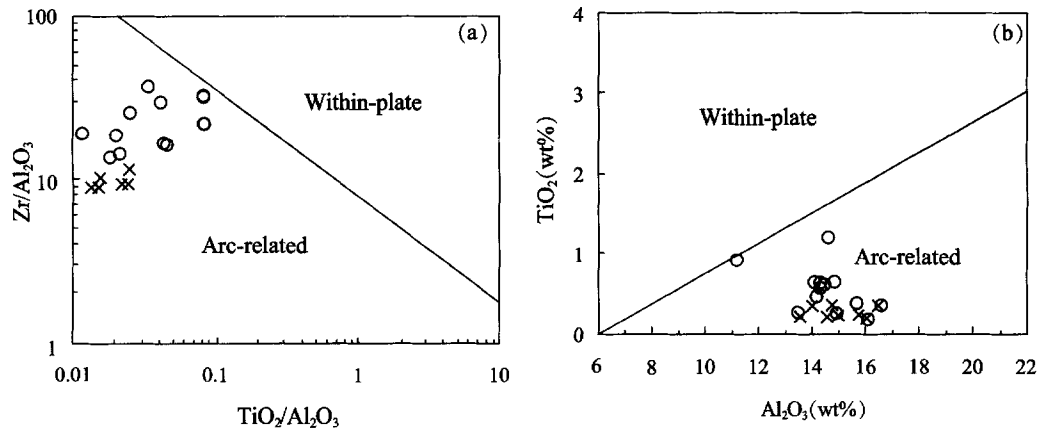 (a)
100
10
1
Zr/Al₂O₃
Within-plate
Arc-related
0.01 0.1 1 10
TiO₂/Al₂O₃
(b)
4
3
2
1
0
TiO₂(wt%)
Within-plate
Arc-related
6 8 10 12 14 16 18 20 22
Al₂O₃(wt%)